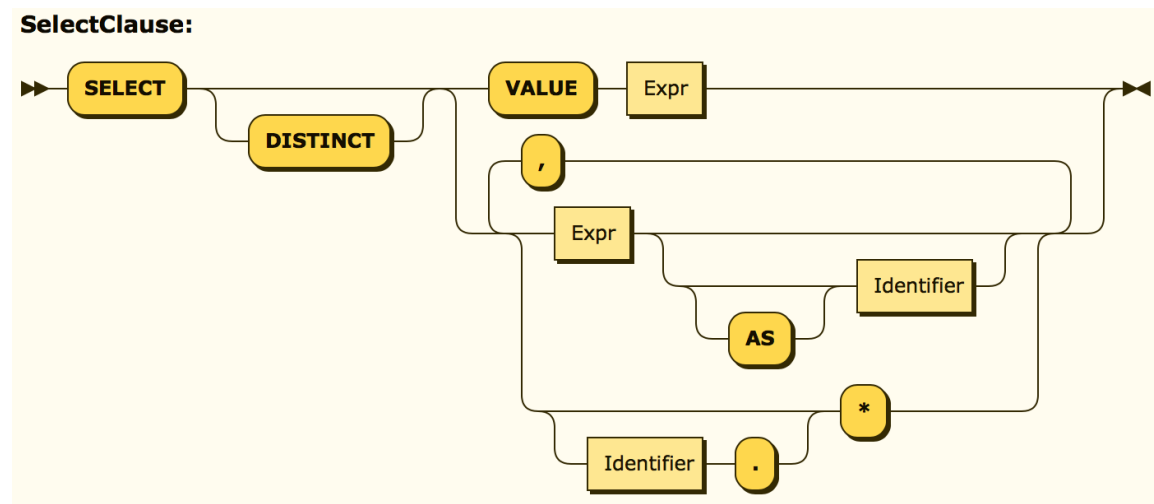 SelectClause:
SELECT VALUE Expr
DISTINCT
,
Expr
Identifier
AS
*
Identifier .